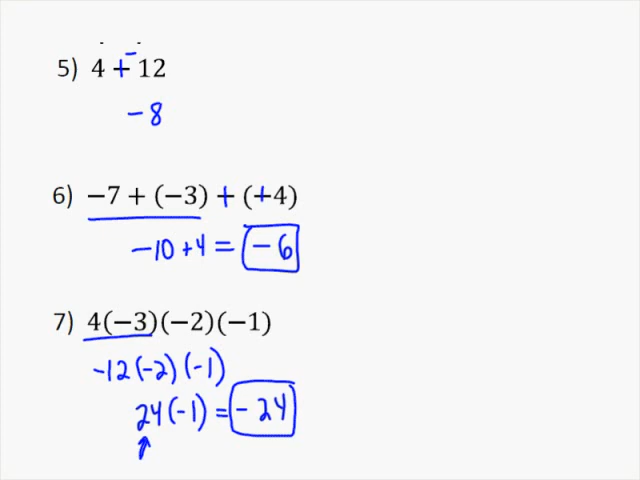 5) 4 + -12
-8
6) −7 + (−3) + (+4)
-10 + 4 = -6
7) 4(−3)(−2)(−1)
-12(-2)(-1)
24(-1) = -24